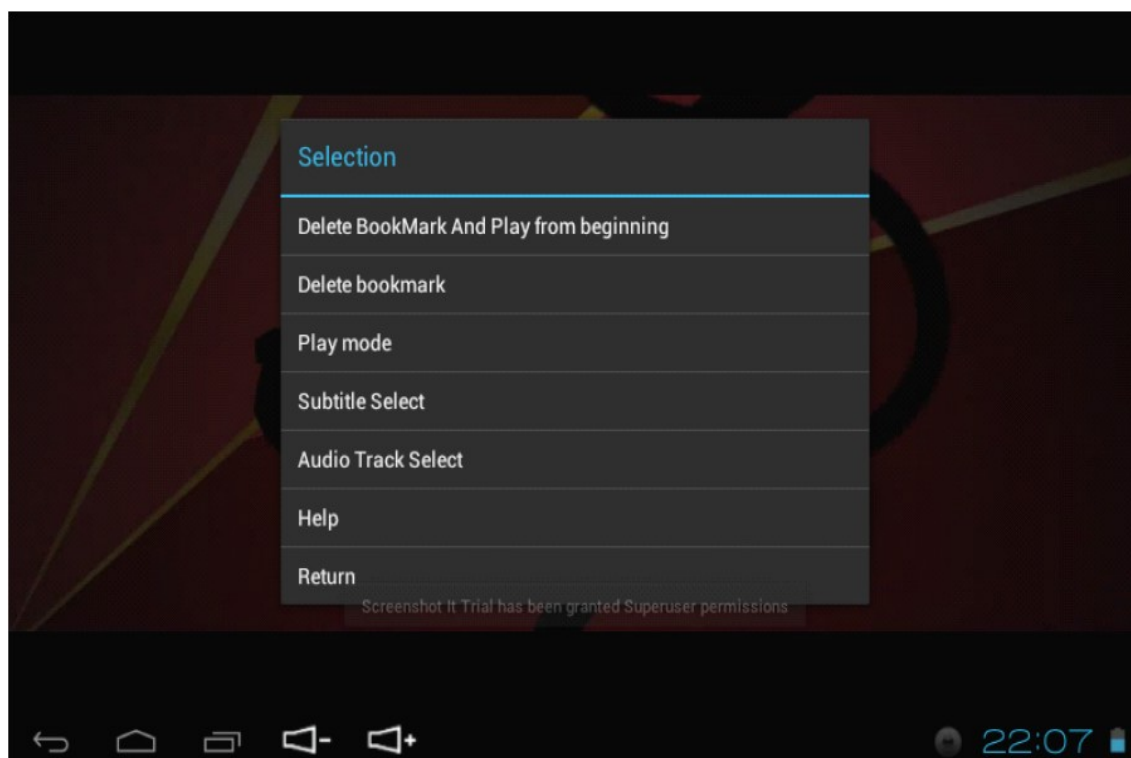 Selection
Delete BookMark And Play from beginning
Delete bookmark
Play mode
Subtitle Select
Audio Track Select
Help
Return
Screenshot It Trial has been granted Superuser permissions
22:07